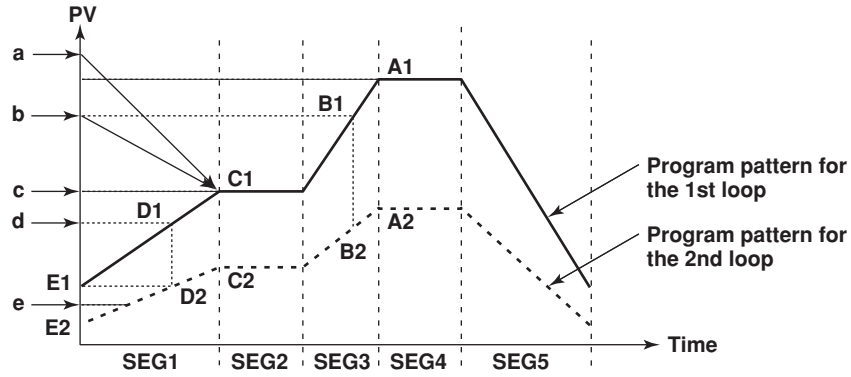 PV
a
A1
b
B1
c
C1
Program pattern for
the 1st loop
d
D1
A2
Program pattern for
the 2nd loop
B2
E1
C2
D2
e
E2
Time
SEG1
SEG2
SEG3
SEG4
SEG5